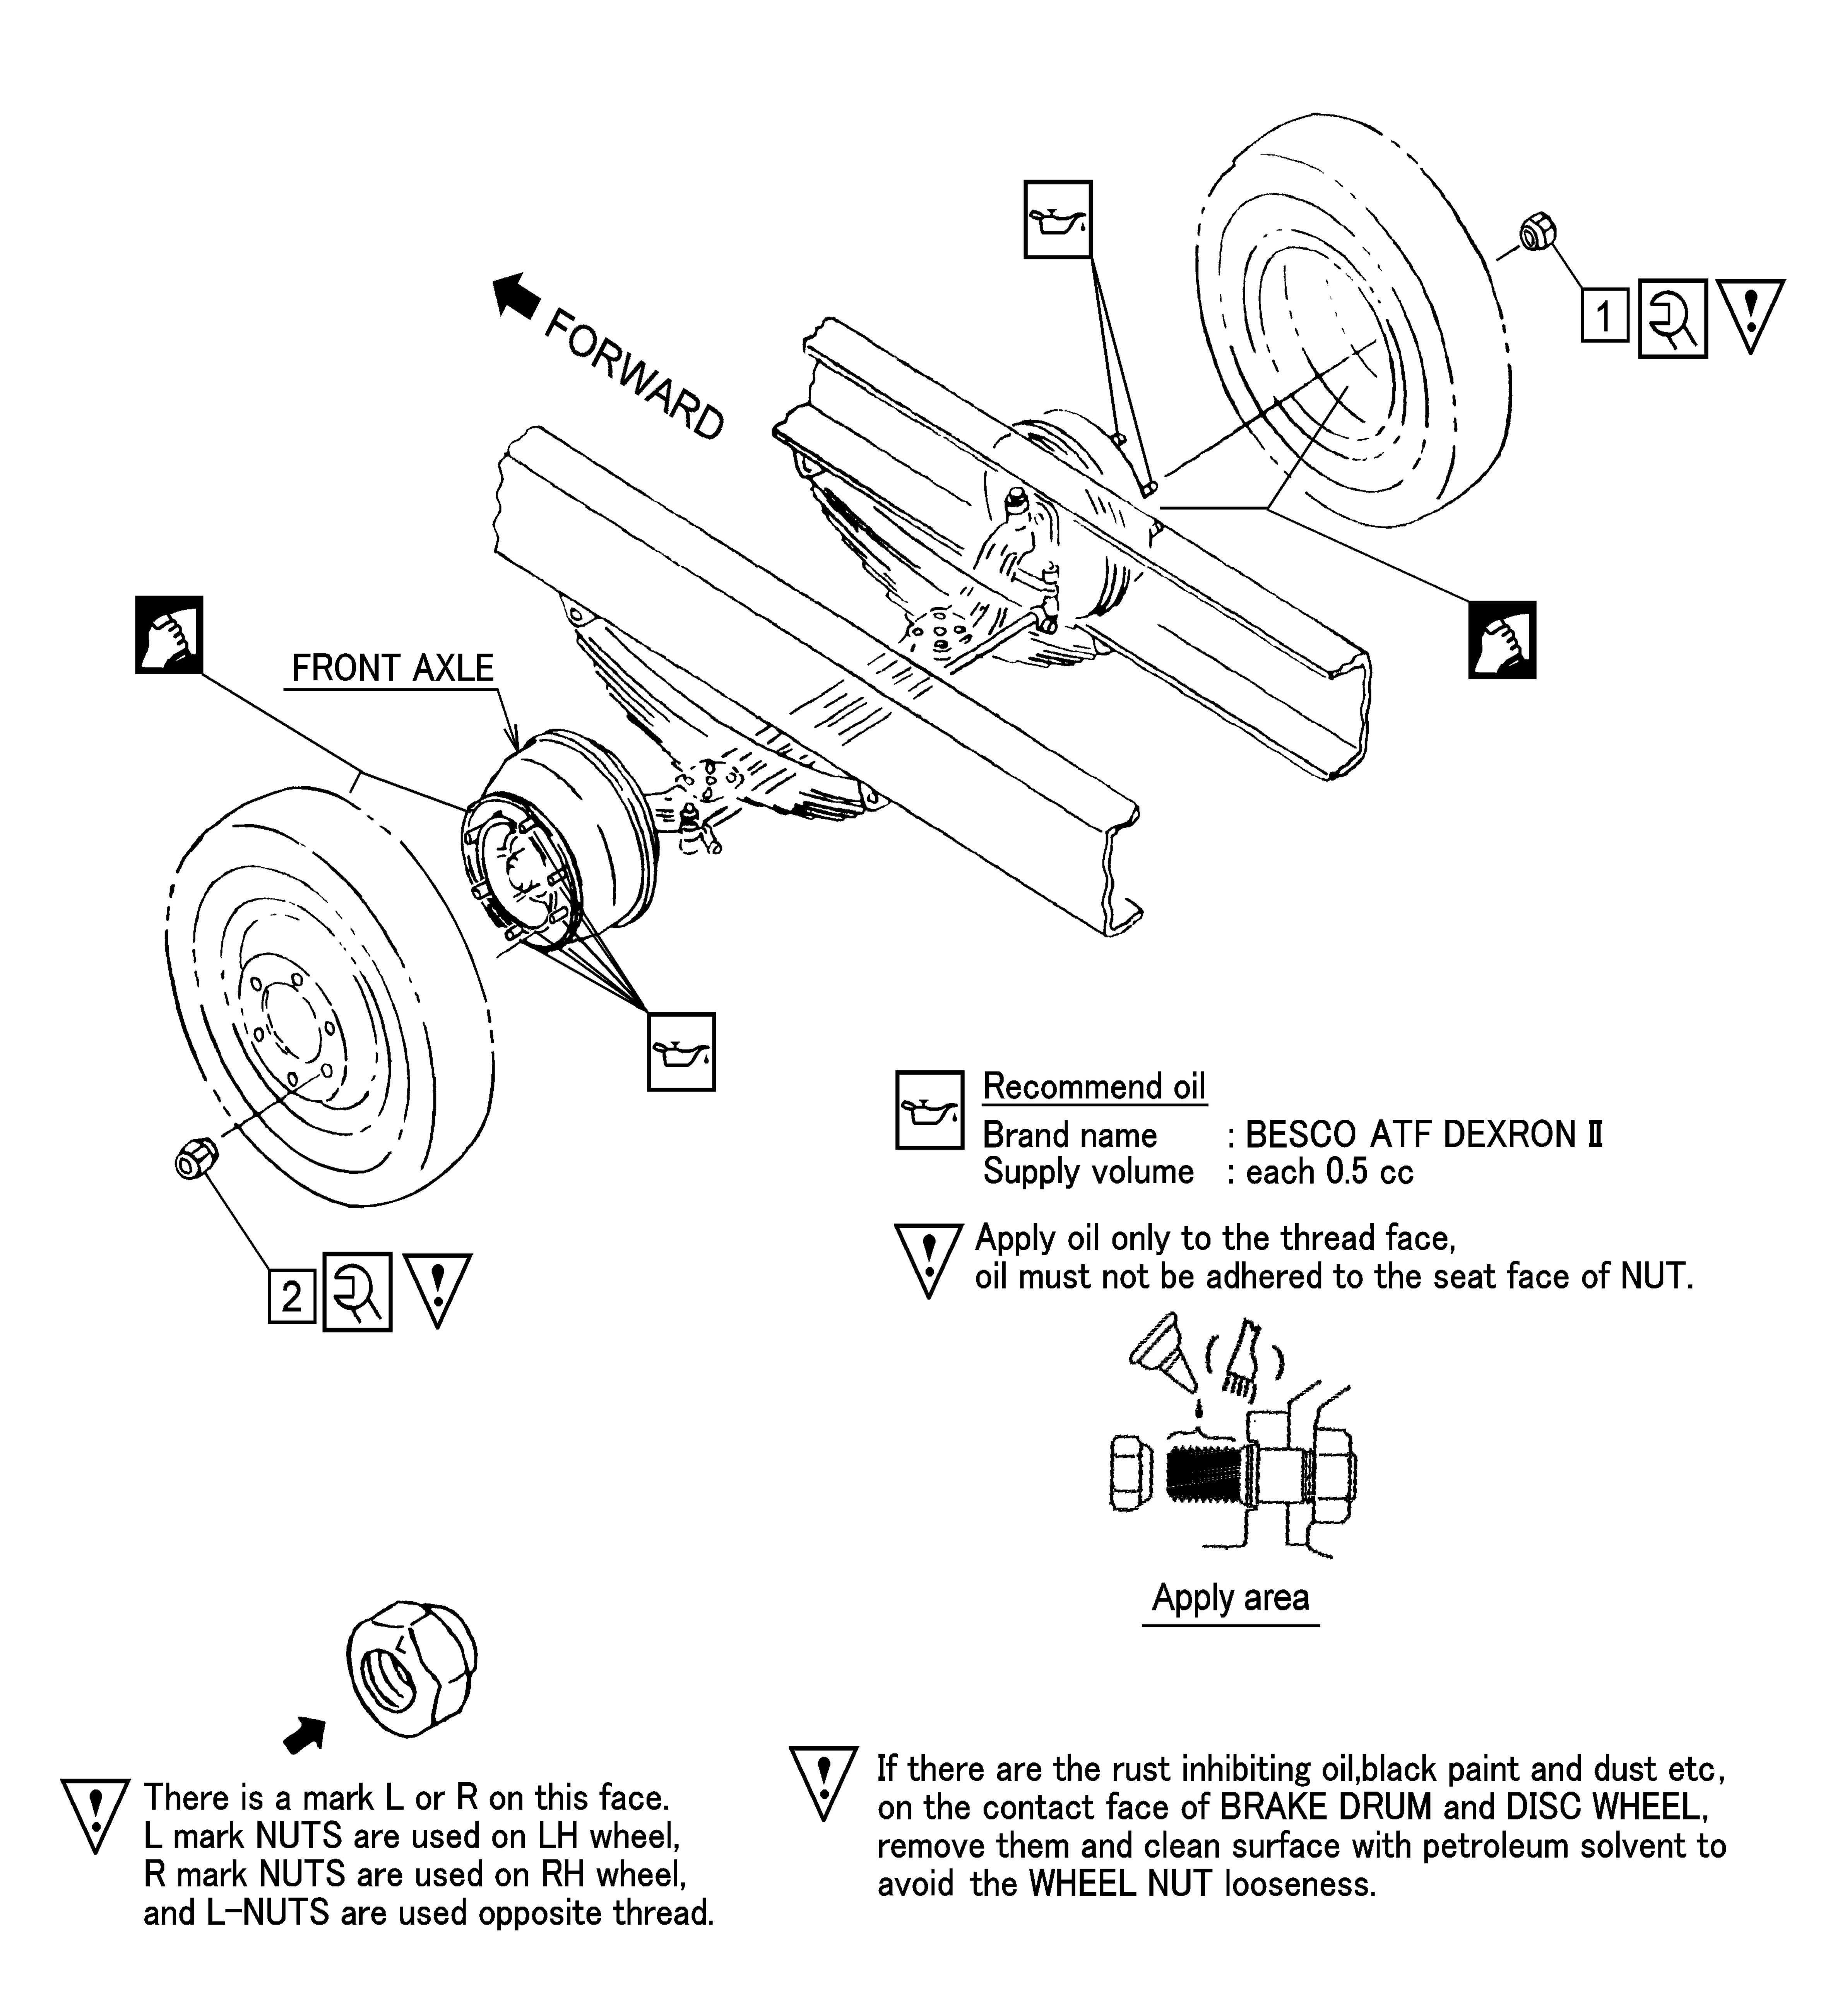 FORWARD
1
FRONT AXLE
2
Recommend oil
Brand name : BESCO ATF DEXRON II
Supply volume : each 0.5 cc
Apply oil only to the thread face,
oil must not be adhered to the seat face of NUT.
Apply area
L
There is a mark L or R on this face.
L mark NUTS are used on LH wheel,
R mark NUTS are used on RH wheel,
and L-NUTS are used opposite thread.
If there are the rust inhibiting oil,black paint and dust etc,
on the contact face of BRAKE DRUM and DISC WHEEL,
remove them and clean surface with petroleum solvent to
avoid the WHEEL NUT looseness.